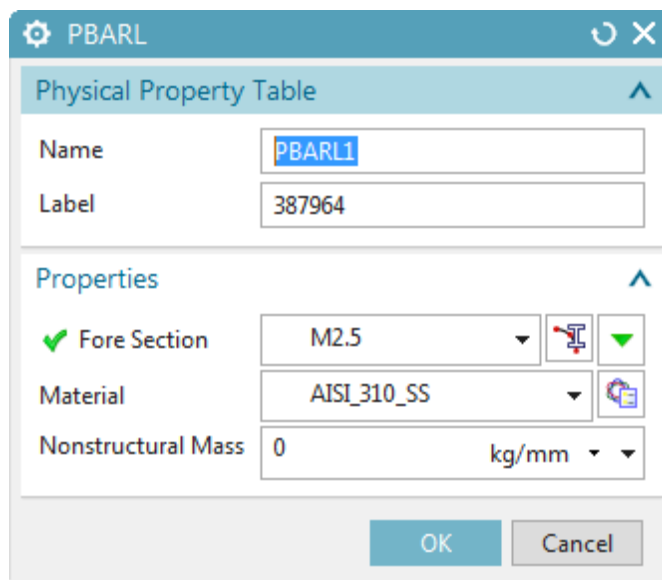 PBARL
Physical Property Table
Name PBARL1
Label 387964
Properties
Fore Section M2.5
Material AISI_310_SS
Nonstructural Mass 0 kg/mm
OK Cancel